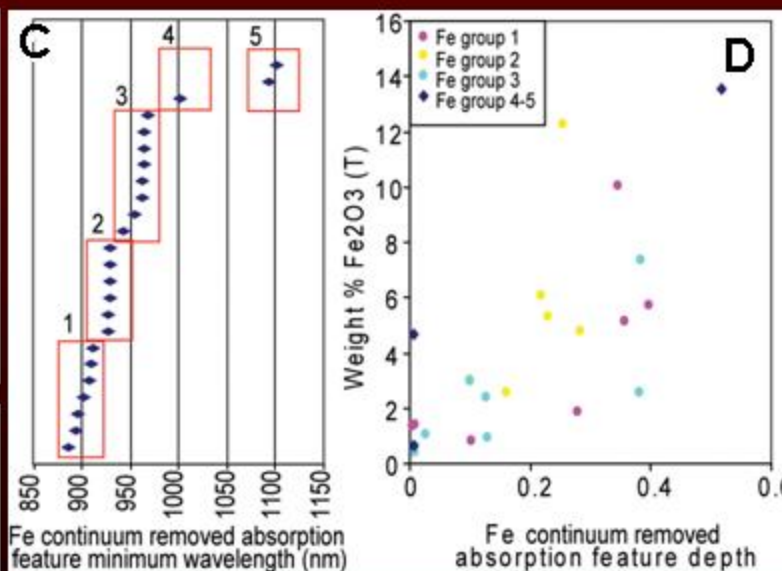 C
4
5
3
2
1
850
900
950
1000
1050
1100
1150
Fe continuum removed absorption
feature minimum wavelength (nm)
D
Fe group 1
Fe group 2
Fe group 3
Fe group 4-5
16
14
12
10
8
6
4
2
0
Weight % Fe2O3 (T)
0
0.2
0.4
Fe continuum removed
absorption feature depth